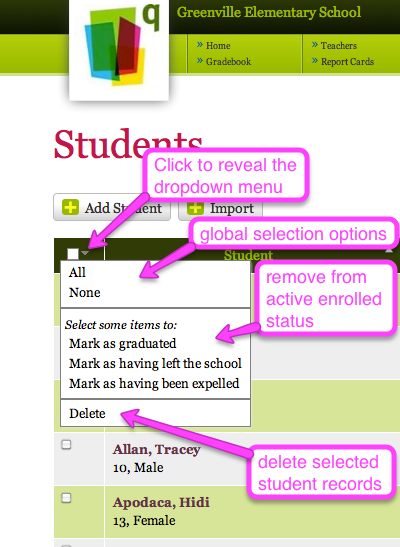 q
Greenville Elementary School
» Home
» Teachers
» Gradebook
» Report Cards
Students
Click to reveal the
dropdown menu
Add Student
Import
global selection options
Student
All
None
remove from
active enrolled
status
Select some items to:
Mark as graduated
Mark as having left the school
Mark as having been expelled
Delete
Allan, Tracey
10, Male
delete selected
student records
Apodaca, Hidi
13, Female